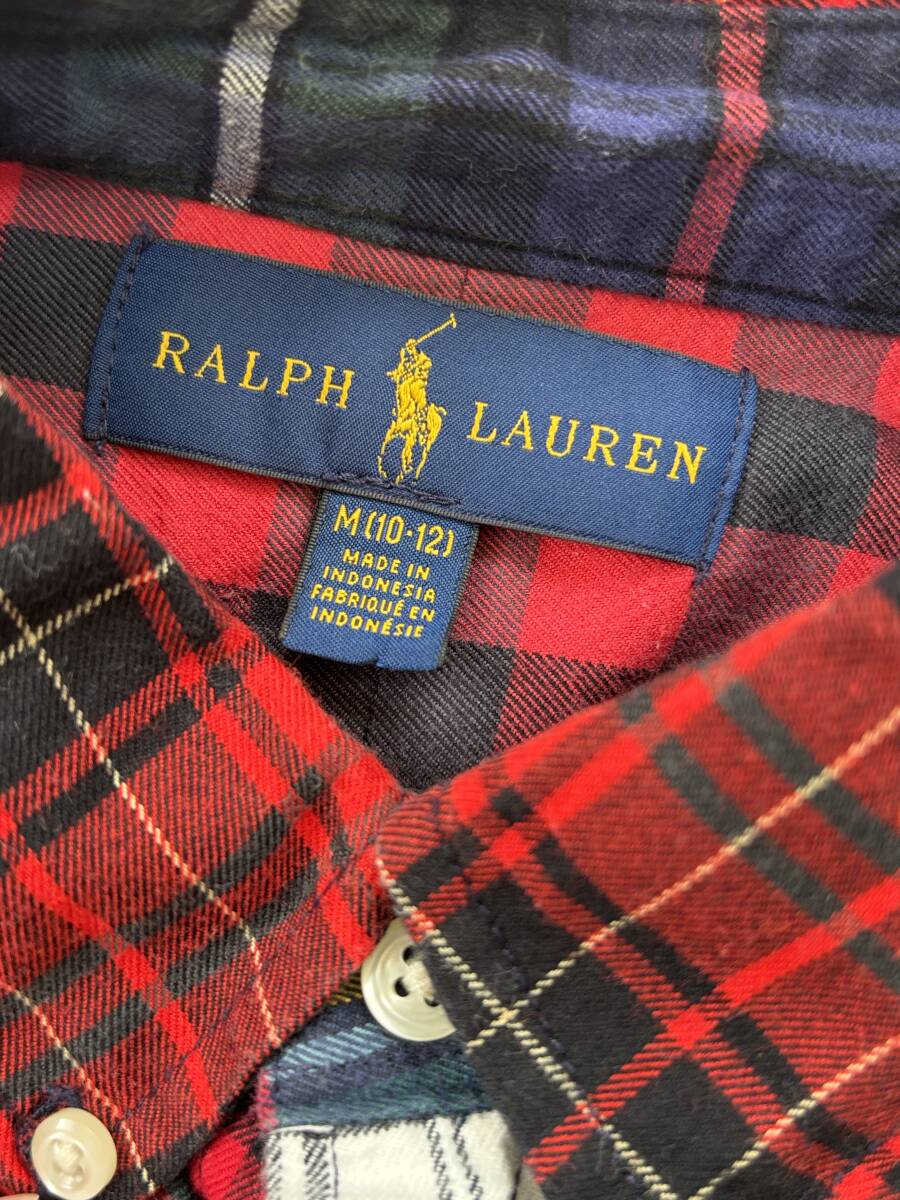 RALPH LAUREN
M (10-12)
MADE IN
INDONESIA
FABRIQUÉ EN
INDONÉSIE